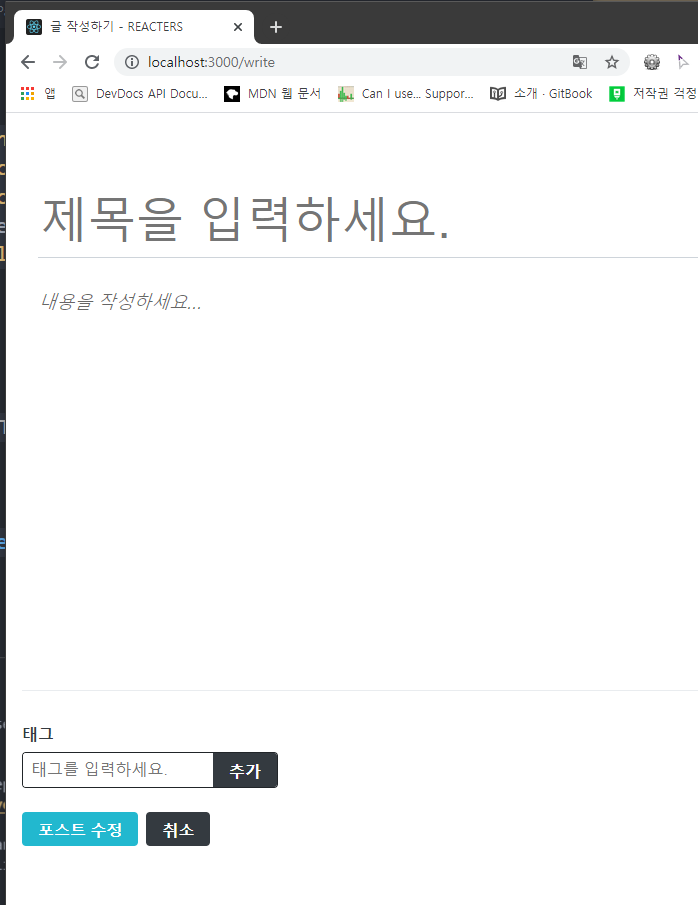 글 작성하기 - REACTERS
localhost:3000/write
앱 DevDocs API Docu... MDN 웹 문서 Can I use... Suppor... 소개 · GitBook 저작권 걱정
제목을 입력하세요.
내용을 작성하세요...
태그
태그를 입력하세요. 추가
포스트 수정 취소